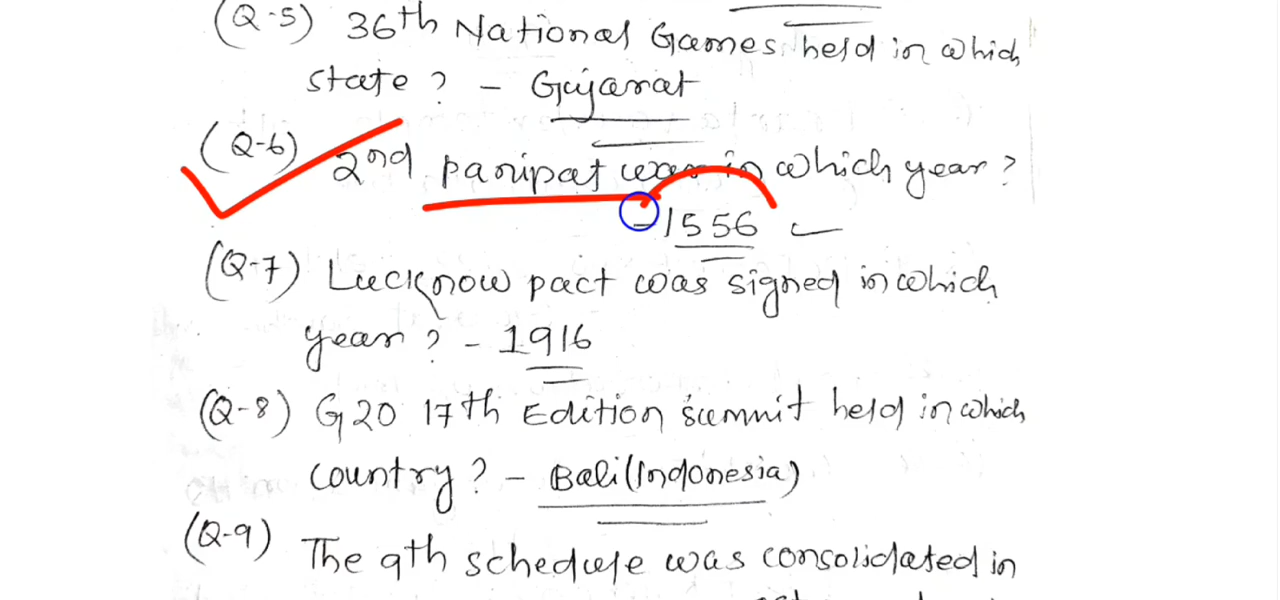 (Q-5) 36th National Games held in which
state? - Gujarat
(Q-6) 2nd panipat war in which year?
- 1556
(Q-7) Lucknow pact was signed in which
year? - 1916
(Q-8) G20 17th Edition summit held in which
country? - Bali (Indonesia)
(Q-9) The 9th schedule was consolidated in